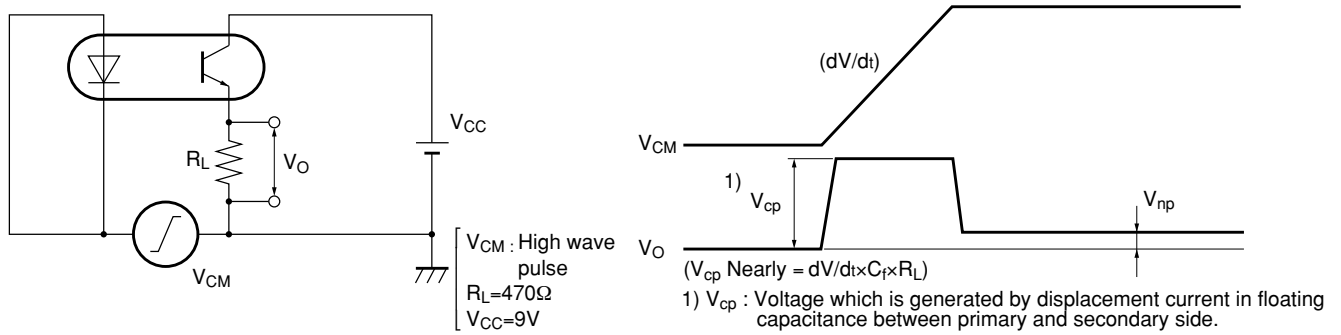 V_CC
R_L
V_O
V_CM
V_CM : High wave
pulse
R_L=470Ω
V_CC=9V
(dV/dt)
V_CM
1)
V_cp
V_np
V_O
(V_cp Nearly = dV/dt×C_f×R_L)
1) V_cp : Voltage which is generated by displacement current in floating
capacitance between primary and secondary side.